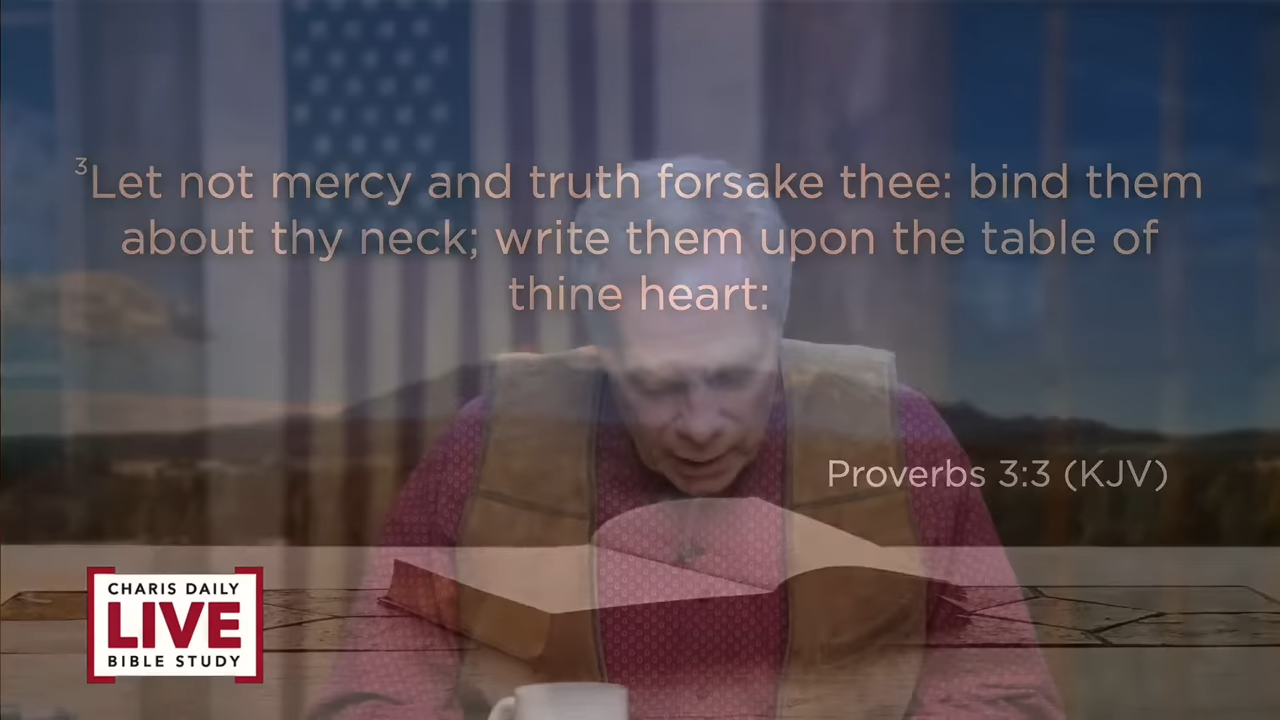 ³Let not mercy and truth forsake thee: bind them
about thy neck; write them upon the table of
thine heart:
Proverbs 3:3 (KJV)
CHARIS DAILY
LIVE
BIBLE STUDY